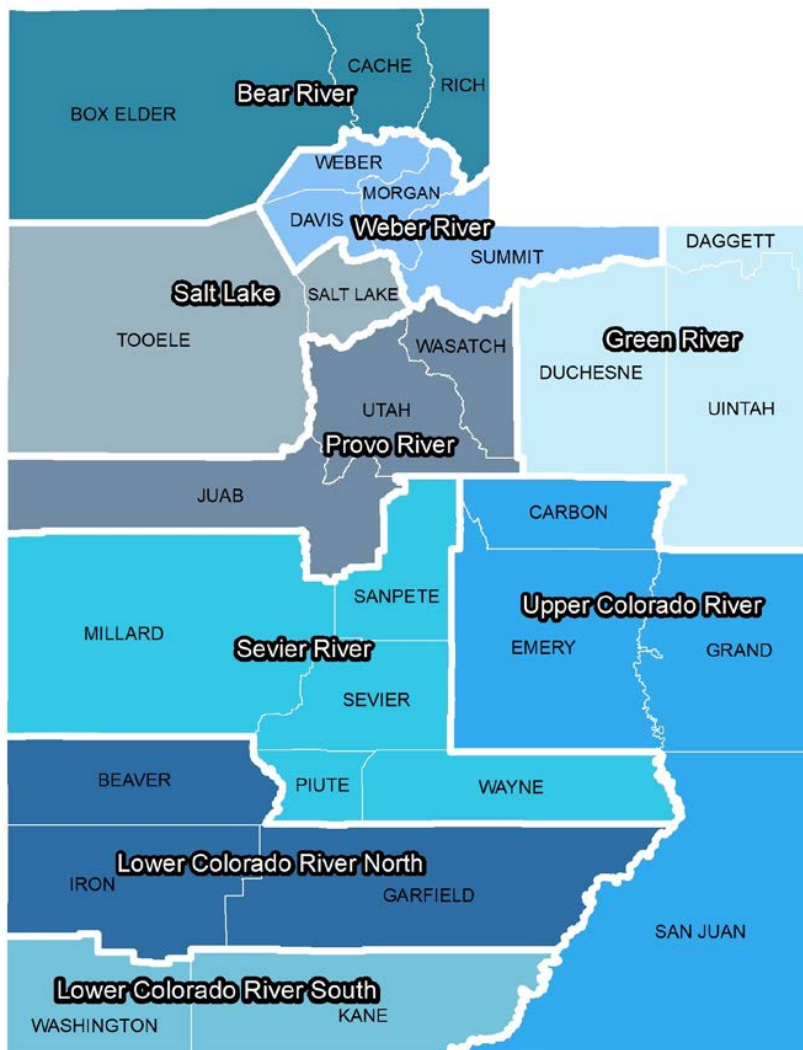 CACHE
RICH
Bear River
BOX ELDER
WEBER
MORGAN
DAVIS
Weber River
DAGGETT
SUMMIT
Salt Lake
SALT LAKE
TOOELE
WASATCH
Green River
DUCHESNE
UTAH
UINTAH
Provo River
JUAB
CARBON
SANPETE
Upper Colorado River
MILLARD
Sevier River
EMERY
GRAND
SEVIER
BEAVER
PIUTE
WAYNE
Lower Colorado River North
IRON
GARFIELD
SAN JUAN
Lower Colorado River South
KANE
WASHINGTON